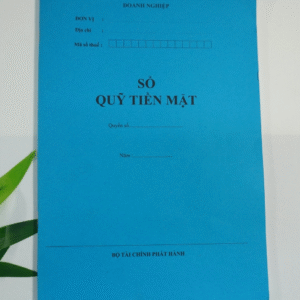 DOANH NGHIỆP
ĐƠN VỊ :
Địa chỉ :
Mã số thuế :
SỔ
QUỸ TIỀN MẶT
Quyển số:
Năm:
BỘ TÀI CHÍNH PHÁT HÀNH